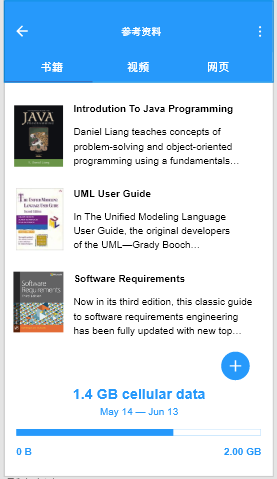 参考资料
书籍 视频 网页
JAVA
Introdution To Java Programming
Daniel Liang teaches concepts of
problem-solving and object-oriented
programming using a fundamentals...
UML User Guide
In The Unified Modeling Language
User Guide, the original developers
of the UML—Grady Booch...
Software
Requirements
Software Requirements
Now in its third edition, this classic guide
to software requirements engineering
has been fully updated with new top...
1.4 GB cellular data
May 14 — Jun 13
0 B 2.00 GB